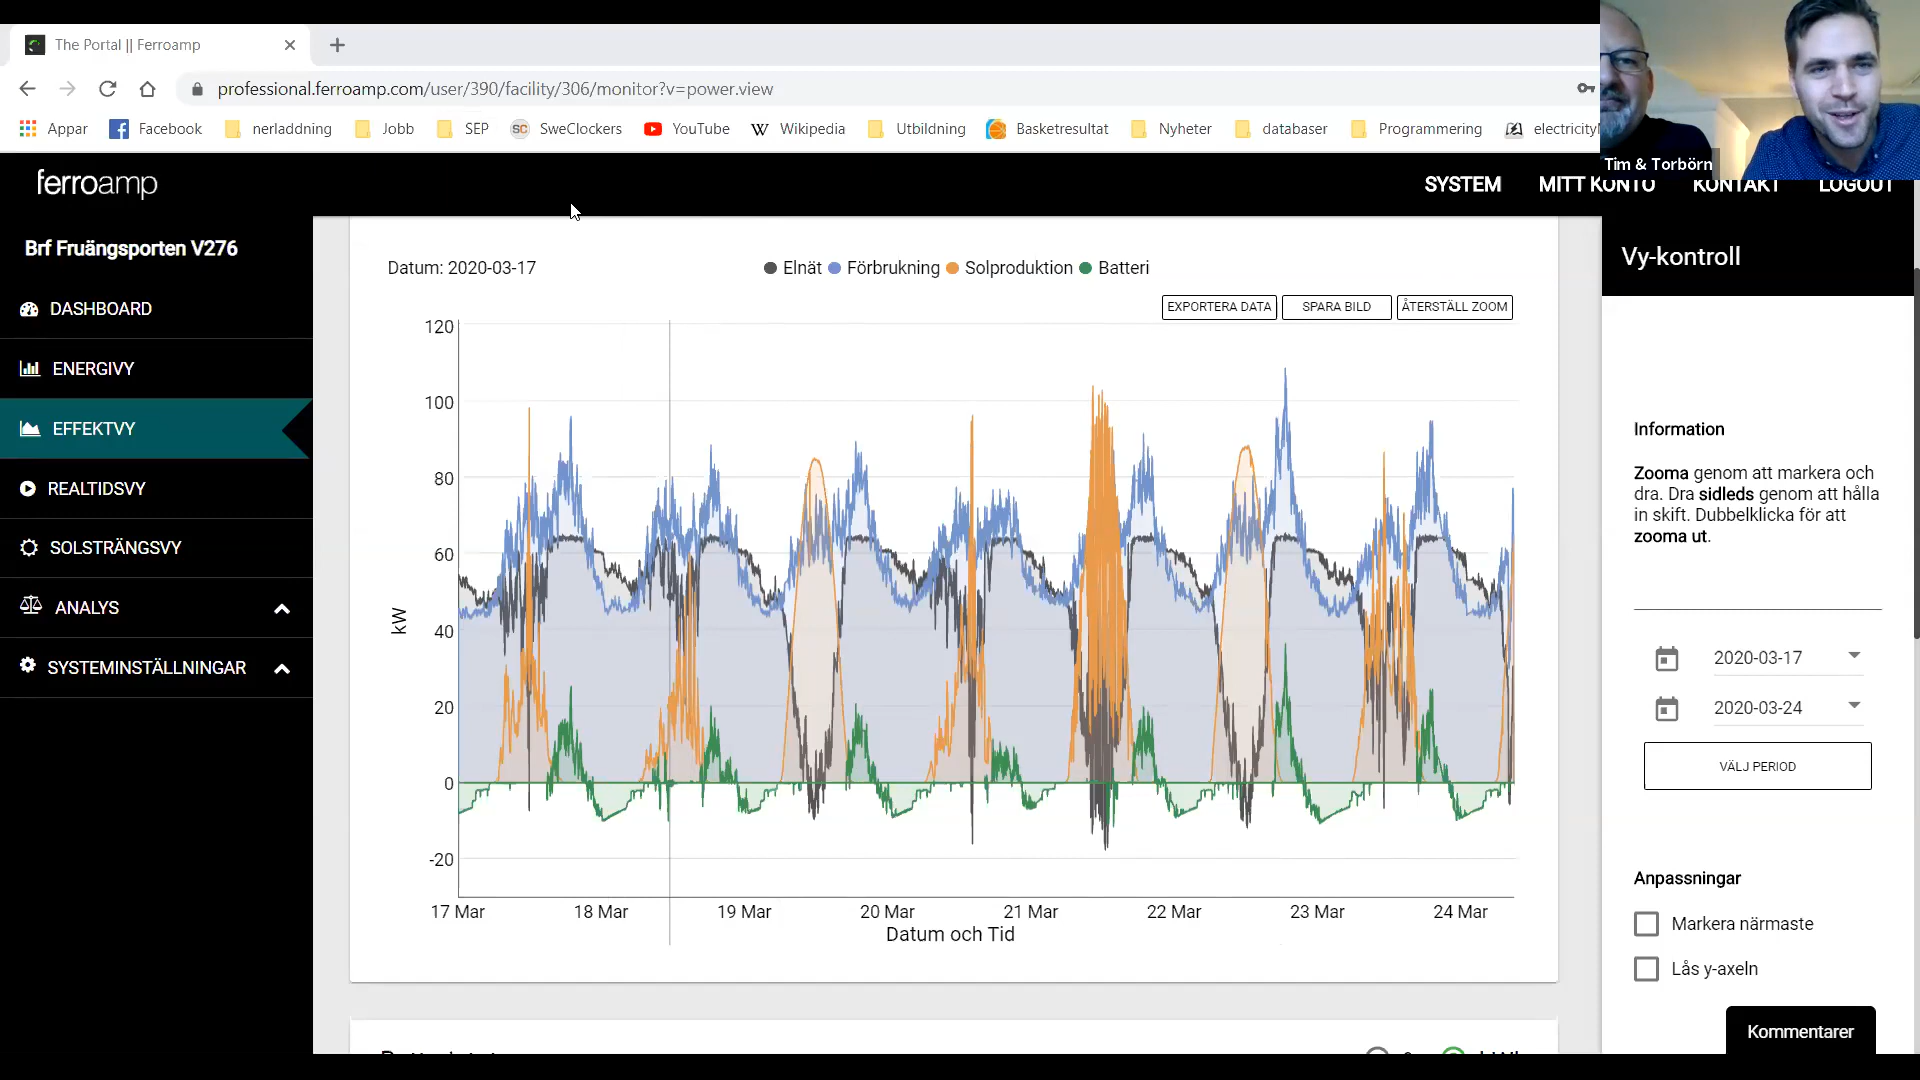 The Portal || Ferroamp
professional.ferroamp.com/user/390/facility/306/monitor?v=power.view
Appar Facebook nerladdning Jobb SEP SweClockers YouTube Wikipedia Utbildning Basketresultat Nyheter databaser Programmering
Tim & Torbörn
ferroamp
SYSTEM MITT KONTO KONTAKT LOGOUT
Brf Fruängsporten V276
DASHBOARD
ENERGIVY
EFFEKTVY
REALTIDSVY
SOLSTRÄNGSVY
ANALYS
SYSTEMINSTÄLLNINGAR
Datum: 2020-03-17
Elnät Förbrukning Solproduktion Batteri
EXPORTERA DATA SPARA BILD ÅTERSTÄLL ZOOM
120
100
80
60
40
20
0
-20
kW
17 Mar 18 Mar 19 Mar 20 Mar 21 Mar 22 Mar 23 Mar 24 Mar
Datum och Tid
Vy-kontroll
Information
Zooma genom att markera och
dra. Dra sidleds genom att hålla
in skift. Dubbelklicka för att
zooma ut.
2020-03-17
2020-03-24
VÄLJ PERIOD
Anpassningar
Markera närmaste
Lås y-axeln
Kommentarer